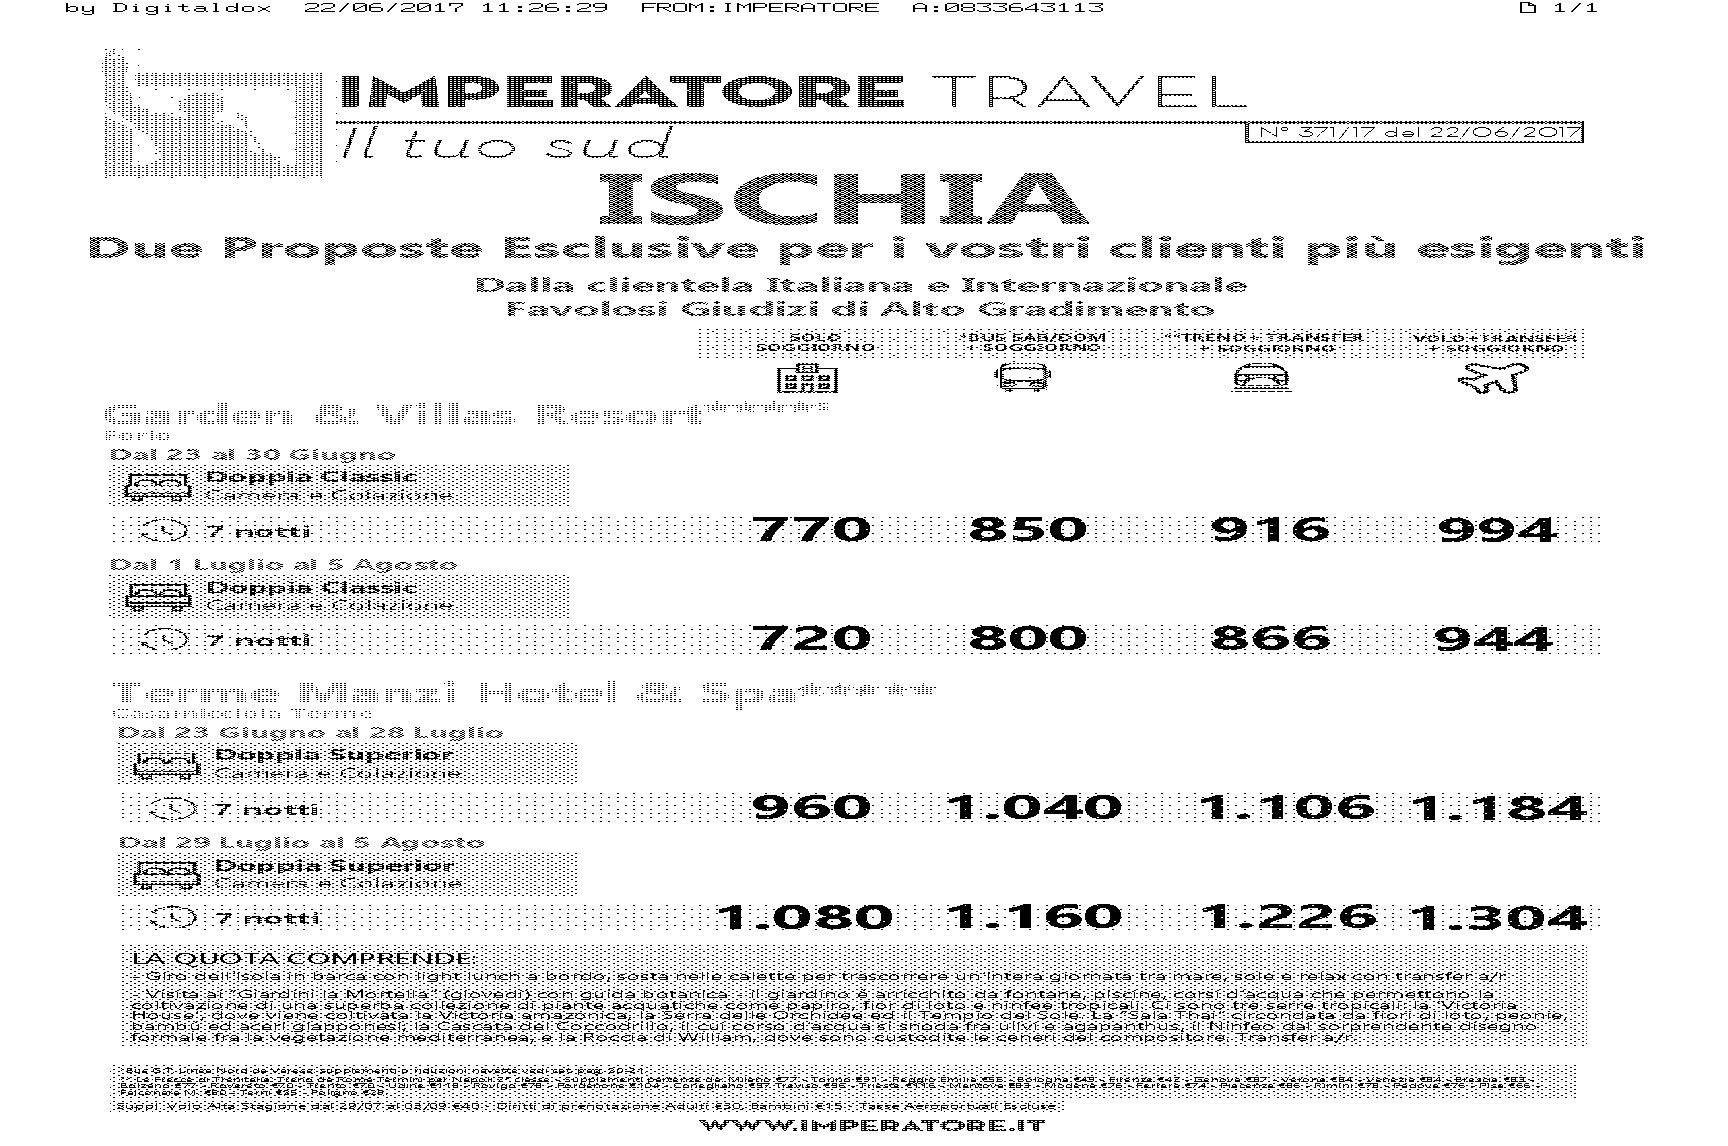 by Digitaldox 22/06/2017 11:26:29 FROM:IMPERATORE A:0833643113 1/1
IMPERATORE TRAVEL
Il tuo sud
N° 371/17 del 22/06/2017
ISCHIA
Due Proposte Esclusive per i vostri clienti più esigenti
Dalla clientela Italiana e Internazionale
Favolosi Giudizi di Alto Gradimento
SOLO SOGGIORNO
*BUS SAB/DOM + SOGGIORNO
**TRENO + TRANSFER + SOGGIORNO
VOLO + TRANSFER + SOGGIORNO
Garden & Villas Resort
Forio
Dal 23 al 30 Giugno
Doppia Classic
Camera e Colazione
7 notti 770 850 916 994
Dal 1 Luglio al 5 Agosto
Doppia Classic
Camera e Colazione
7 notti 720 800 866 944
Terme Manzi Hotel & Spa*****
Casamicciola Terme
Dal 23 Giugno al 28 Luglio
Doppia Superior
Camera e Colazione
7 notti 960 1.040 1.106 1.184
Dal 29 Luglio al 5 Agosto
Doppia Superior
Camera e Colazione
7 notti 1.080 1.160 1.226 1.304
LA QUOTA COMPRENDE:
- Giro dell'isola in barca con light lunch a bordo, sosta nelle calette per trascorrere un'intera giornata tra mare, sole e relax con transfer a/r
- Visita ai "Giardini la Mortella" (giovedì) con guida botanica - il giardino è arricchito da fontane, piscine, corsi d'acqua che permettono la
coltivazione di una superba collezione di piante acquatiche come papiro, fior di loto e ninfee tropicali. Ci sono tre serre tropicali: la Victoria
House, dove viene coltivata la Victoria amazonica, la Serra delle Orchidee ed il Tempio del Sole. La "Sala Thai" circondata da fiori di loto, peonie,
bambù ed aceri giapponesi, la Cascata del Coccodrillo, il cui corso d'acqua si snoda fra ulivi e agapanthus, il Ninfeo dal sorprendente disegno
formale fra la vegetazione mediterranea, e la Roccia di William, dove sono custodite le ceneri del compositore. Transfer a/r
Suppl Volo Alta Stagione dal 28/07 al 08/09 €40 - Diritti di prenotazione Adulti €30, Bambini €15 - Tasse Aeroportuali Escluse
WWW.IMPERATORE.IT